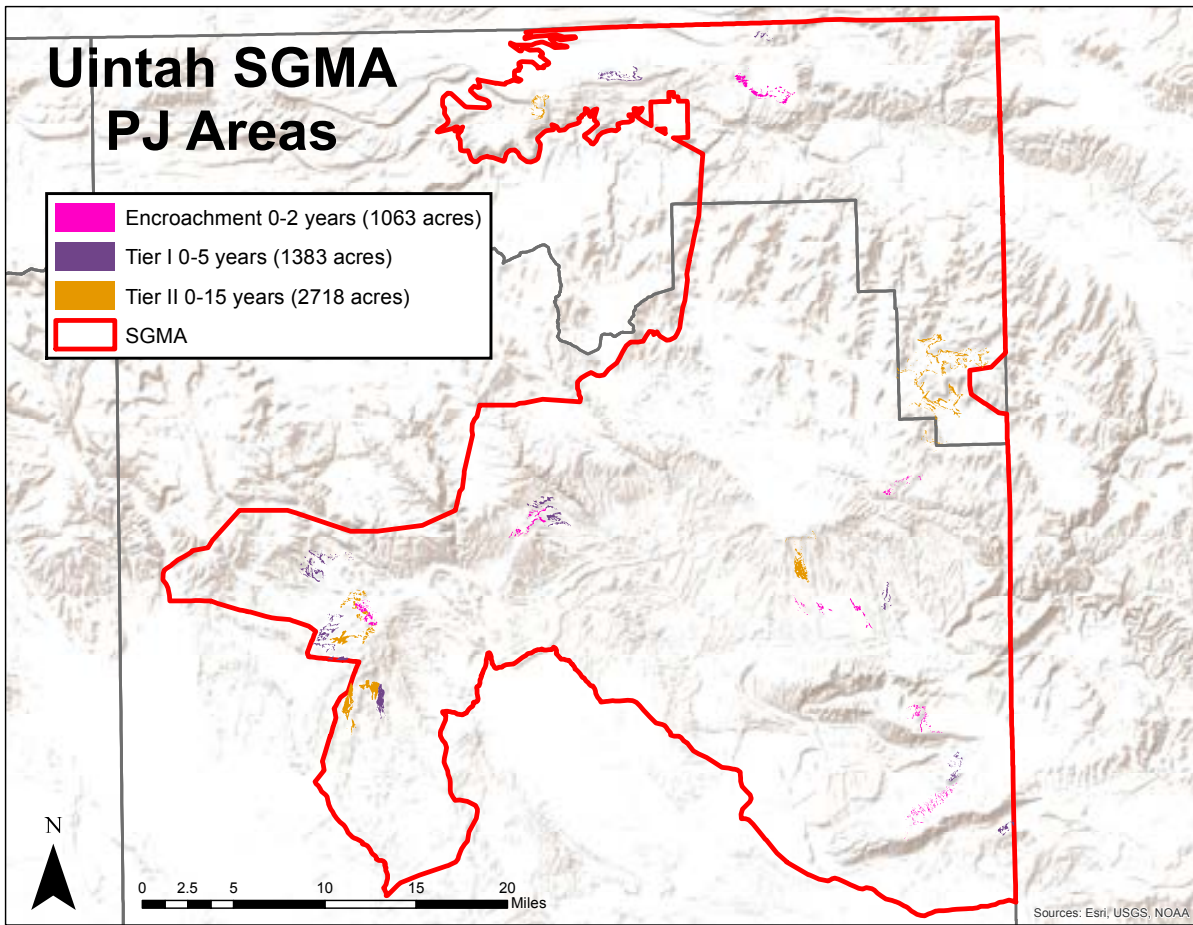 Uintah SGMA
PJ Areas
Encroachment 0-2 years (1063 acres)
Tier I 0-5 years (1383 acres)
Tier II 0-15 years (2718 acres)
SGMA
N
0 2.5 5 10 15 20
Miles
Sources: Esri, USGS, NOAA